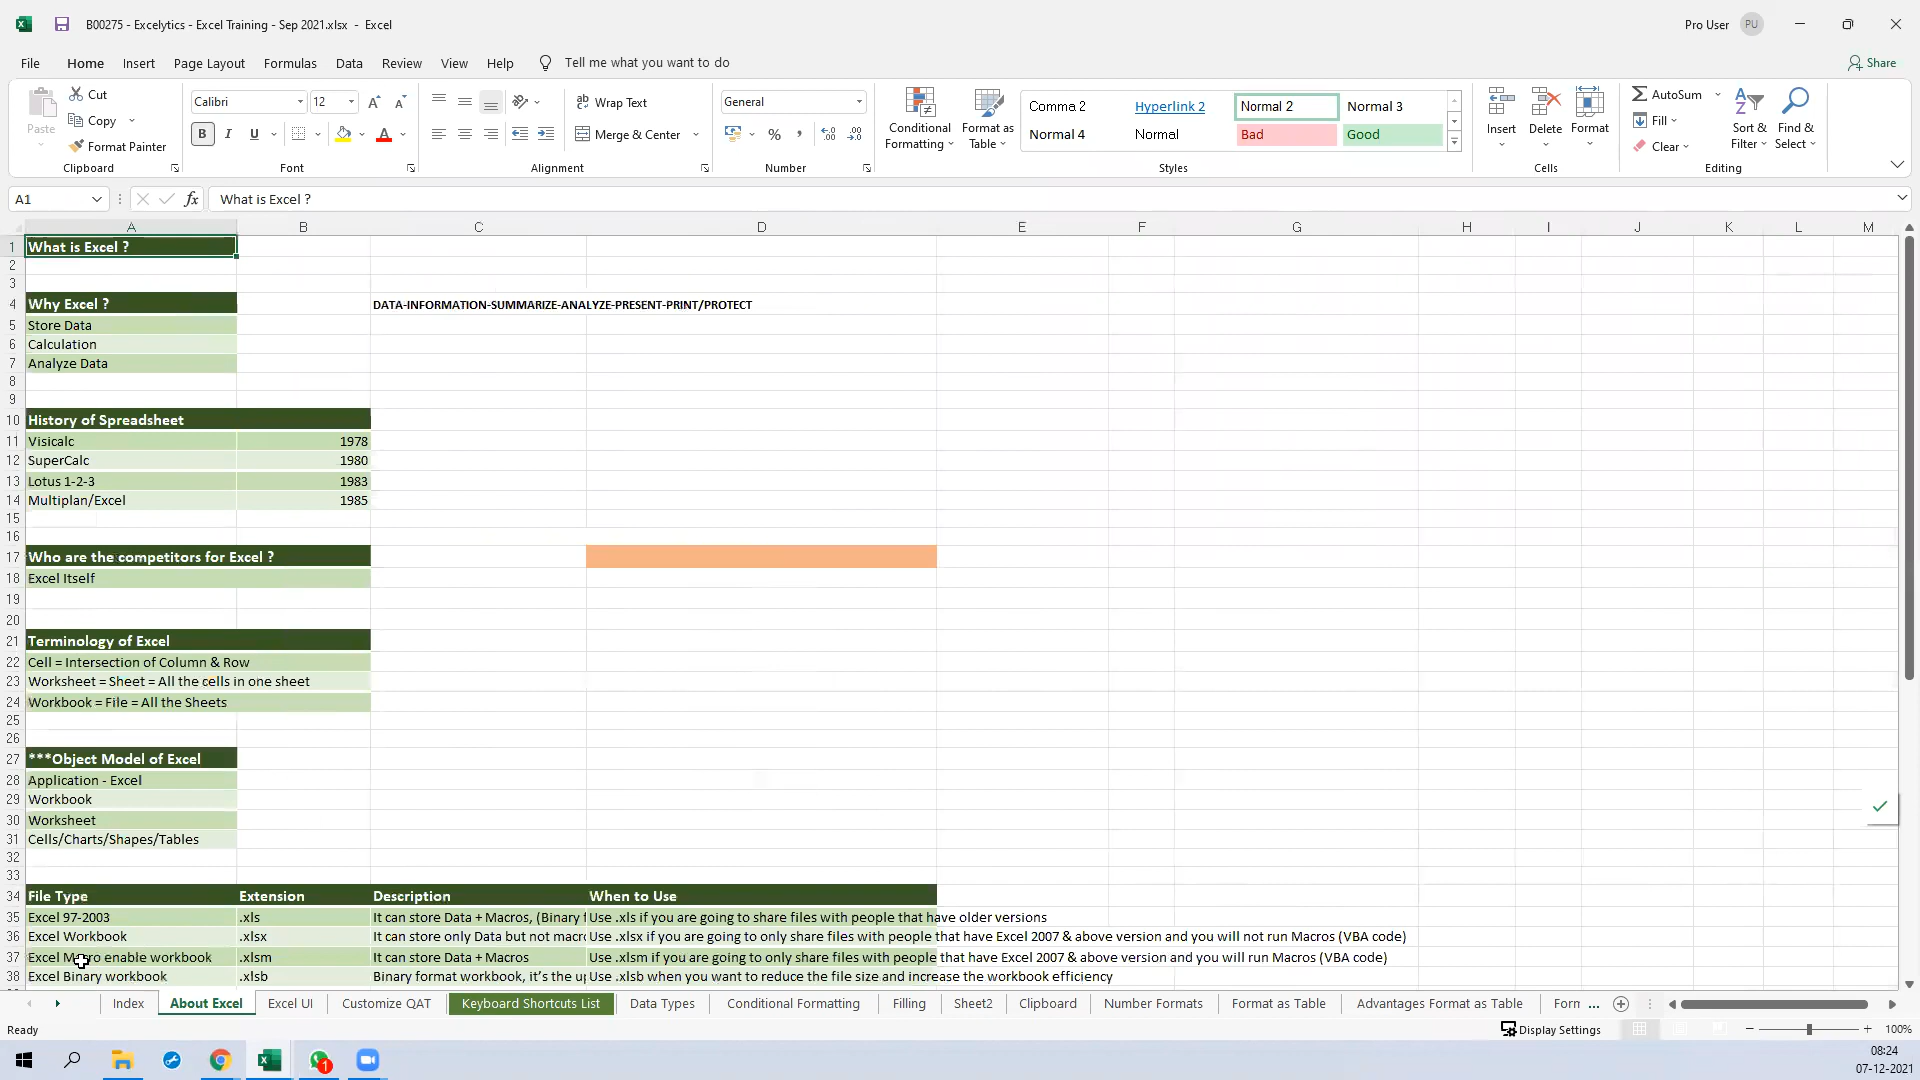 B00275 - Excelytics - Excel Training - Sep 2021.xlsx - Excel
Pro User PU
File Home Insert Page Layout Formulas Data Review View Help Tell me what you want to do Share
Paste Cut Copy Format Painter
Clipboard
Calibri 12 A A
B I U A
Font
Wrap Text
Merge & Center
Alignment
General
% ,
Number
Conditional Formatting
Format as Table
Comma 2 Hyperlink 2 Normal 2 Normal 3
Normal 4 Normal Bad Good
Styles
Insert Delete Format
Cells
AutoSum Fill Clear
Sort & Filter
Find & Select
Editing
A1 fx What is Excel ?
A B C D E F G H I J K L M
1 What is Excel ?
2
3
4 Why Excel ? DATA-INFORMATION-SUMMARIZE-ANALYZE-PRESENT-PRINT/PROTECT
5 Store Data
6 Calculation
7 Analyze Data
8
9
10 History of Spreadsheet
11 Visicalc 1978
12 SuperCalc 1980
13 Lotus 1-2-3 1983
14 Multiplan/Excel 1985
15
16
17 Who are the competitors for Excel ?
18 Excel Itself
19
20
21 Terminology of Excel
22 Cell = Intersection of Column & Row
23 Worksheet = Sheet = All the cells in one sheet
24 Workbook = File = All the Sheets
25
26
27 ***Object Model of Excel
28 Application - Excel
29 Workbook
30 Worksheet
31 Cells/Charts/Shapes/Tables
32
33
34 File Type Extension Description When to Use
35 Excel 97-2003 .xls It can store Data + Macros, (Binary Use .xls if you are going to share files with people that have older versions
36 Excel Workbook .xlsx It can store only Data but not macr Use .xlsx if you are going to only share files with people that have Excel 2007 & above version and you will not run Macros (VBA code)
37 Excel enable workbook .xlsm It can store Data + Macros Use .xlsm if you are going to only share files with people that have Excel 2007 & above version and you will run Macros (VBA code)
38 Excel Binary workbook .xlsb Binary format workbook, it's the u Use .xlsb when you want to reduce the file size and increase the workbook efficiency
Index About Excel Excel UI Customize QAT Keyboard Shortcuts List Data Types Conditional Formatting Filling Sheet2 Clipboard Number Formats Format as Table Advantages Format as Table Form ...
Ready Display Settings 100%
1
08:24
07-12-2021